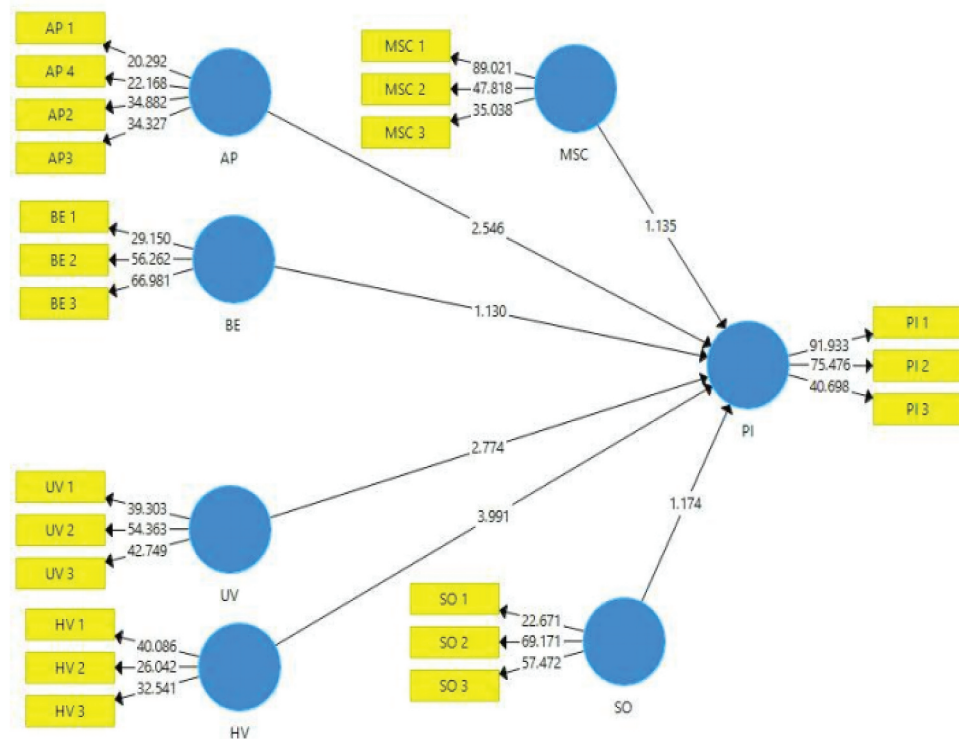 AP 1
AP 4
AP2
AP3
20.292
22.168
34.882
34.327
AP
MSC 1
MSC 2
MSC 3
89.021
47.818
35.038
MSC
2.546
1.135
BE 1
BE 2
BE 3
29.150
56.262
66.981
BE
1.130
PI
91.933
75.476
40.698
PI 1
PI 2
PI 3
UV 1
UV 2
UV 3
39.303
54.363
42.749
UV
2.774
3.991
1.174
HV 1
HV 2
HV 3
40.086
26.042
32.541
HV
SO 1
SO 2
SO 3
22.671
69.171
57.472
SO